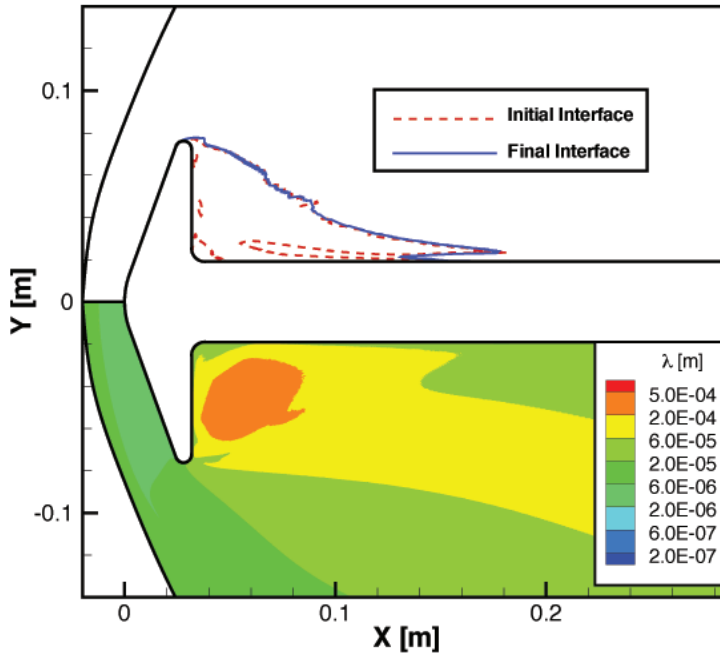 0.1
Initial Interface
Final Interface
Y [m]
0
λ [m]
5.0E-04
2.0E-04
6.0E-05
2.0E-05
6.0E-06
2.0E-06
6.0E-07
2.0E-07
-0.1
0
0.1
0.2
X [m]